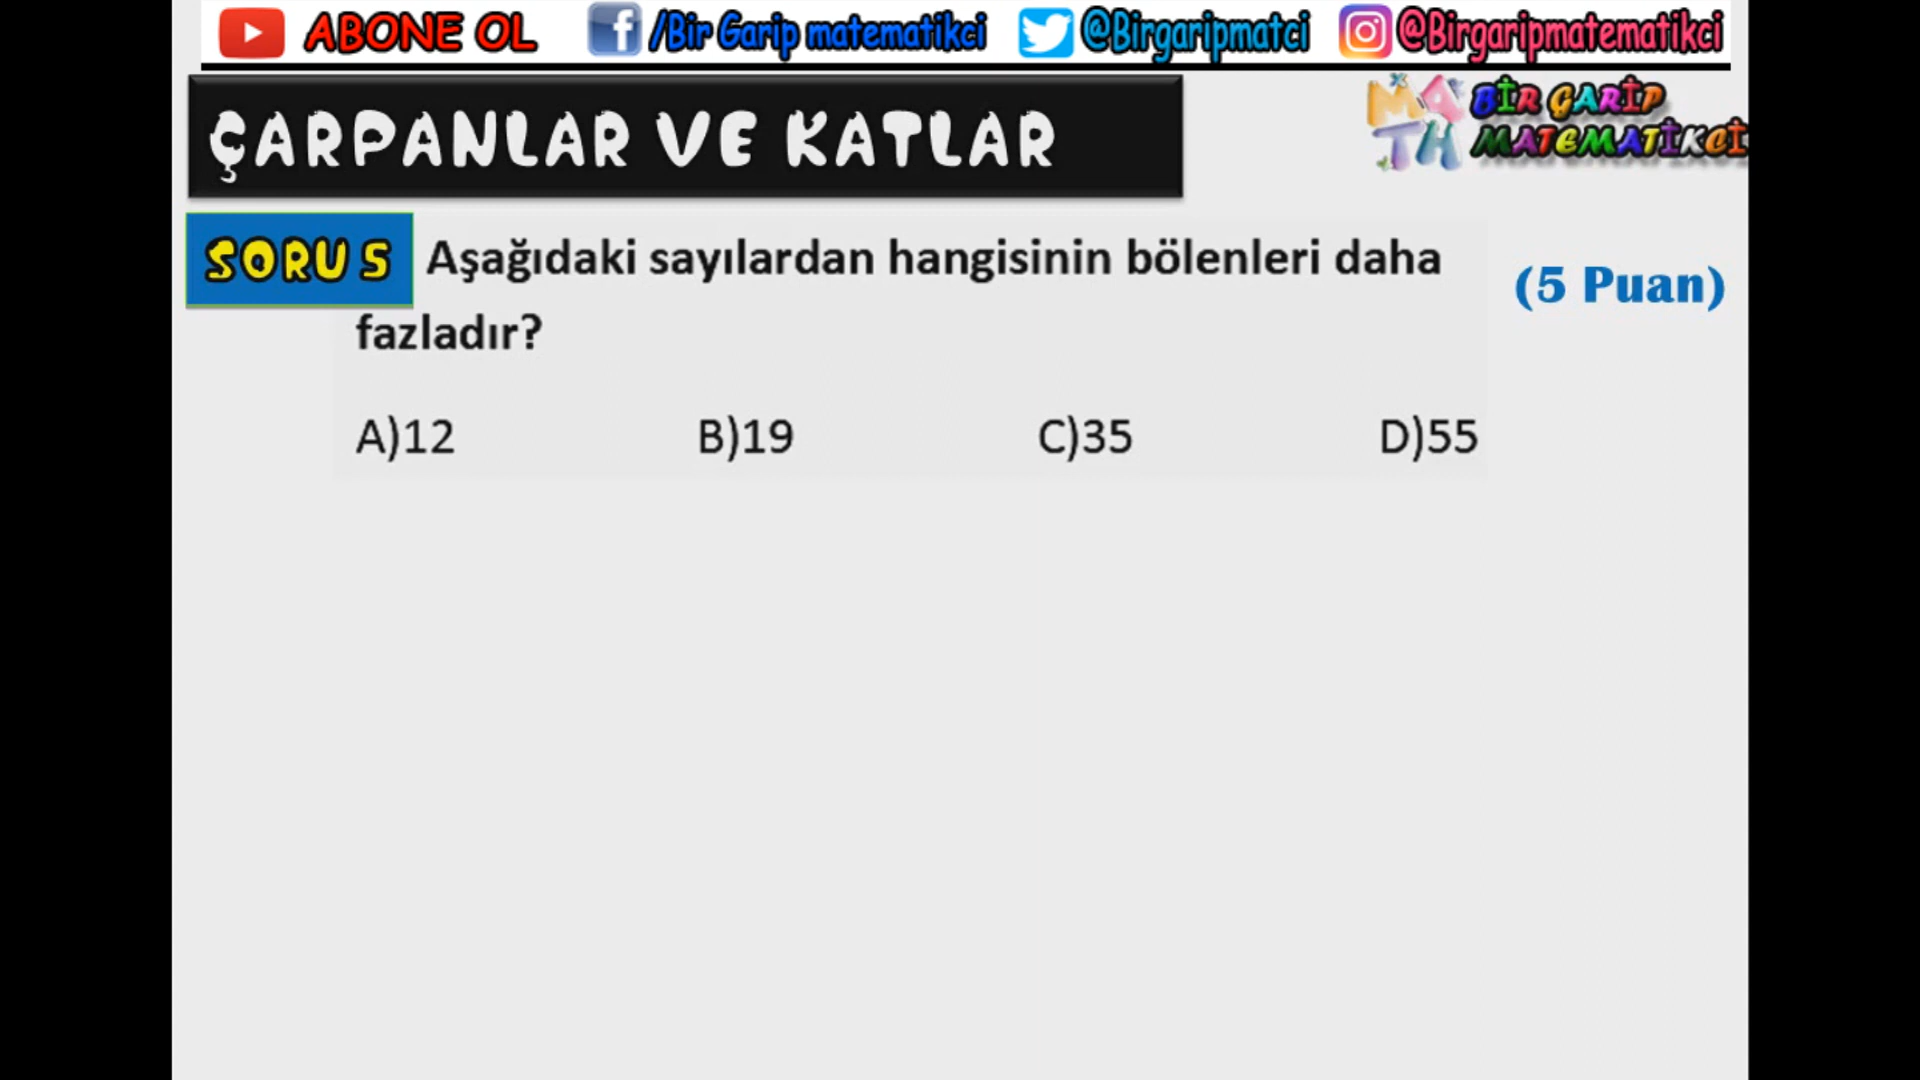 ABONE OL /Bir Garip matematikci @Birgaripmatci @Birgaripmatematikci
ÇARPANLAR VE KATLAR
MATH BİR GARİP
MATEMATİKCİ
SORU 5 Aşağıdaki sayılardan hangisinin bölenleri daha
(5 Puan)
fazladır?
A)12 B)19 C)35 D)55